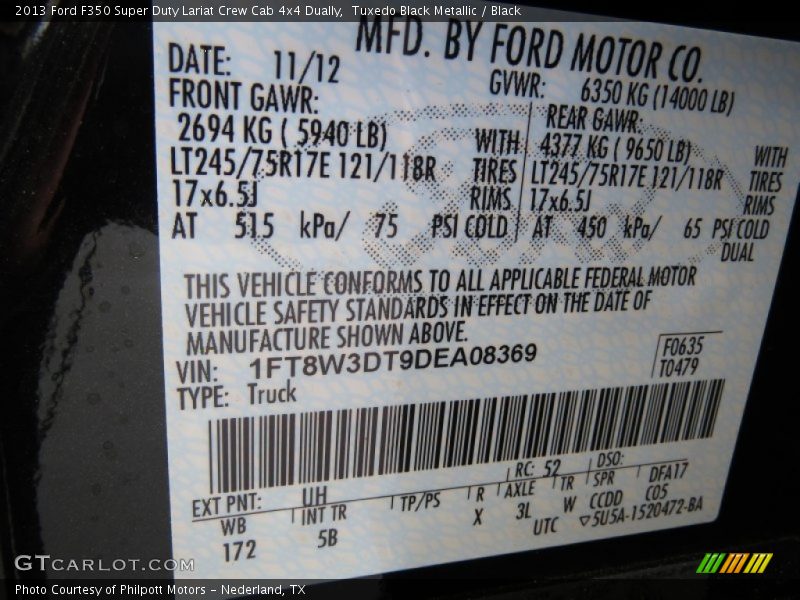 2013 Ford F350 Super Duty Lariat Crew Cab 4x4 Dually,  Tuxedo Black Metallic / Black
MFD. BY FORD MOTOR CO.
DATE: 11/12 GVWR: 6350 KG (14000 LB)
FRONT GAWR: REAR GAWR:
2694 KG ( 5940 LB) WITH 4377 KG ( 9650 LB) WITH
LT245/75R17E 121/118R TIRES LT245/75R17E 121/118R TIRES
17x6.5J RIMS 17x6.5J RIMS
AT 515 kPa/ 75 PSI COLD AT 450 kPa/ 65 PSI COLD
DUAL
THIS VEHICLE CONFORMS TO ALL APPLICABLE FEDERAL MOTOR
VEHICLE SAFETY STANDARDS IN EFFECT ON THE DATE OF
MANUFACTURE SHOWN ABOVE.
VIN: 1FT8W3DT9DEA08369 F0635
TYPE: Truck T0479
RC: 52 DSO:
EXT PNT: UH
WB INT TR TP/PS R AXLE TR SPR DFA17
172 5B X 3L W CCDD C05
UTC ▽5U5A-1520472-BA
GTCARLOT.COM
Photo Courtesy of Philpott Motors - Nederland, TX